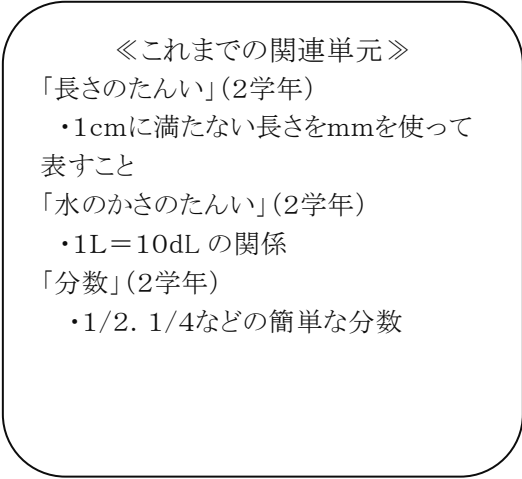 ≪これまでの関連単元≫
「長さのたんい」(2学年)
・1cmに満たない長さをmmを使って
表すこと
「水のかさのたんい」(2学年)
・1L=10dL の関係
「分数」(2学年)
・1/2. 1/4などの簡単な分数